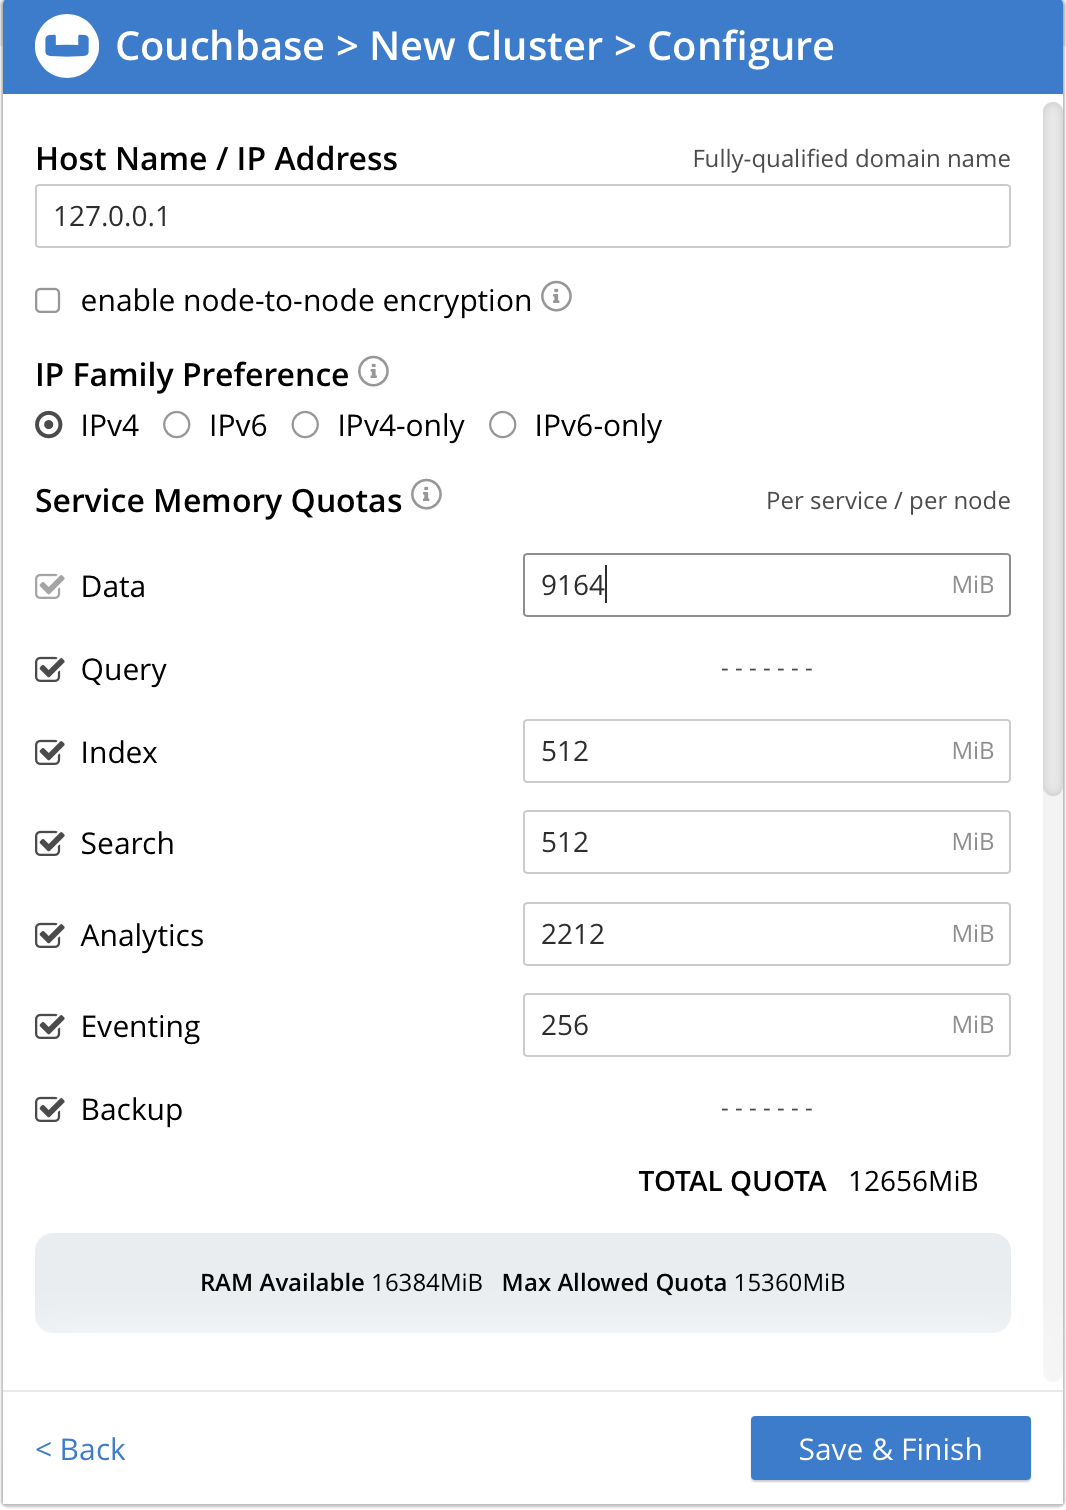 Couchbase > New Cluster > Configure
Host Name / IP Address Fully-qualified domain name
127.0.0.1
enable node-to-node encryption
IP Family Preference
IPv4 IPv6 IPv4-only IPv6-only
Service Memory Quotas Per service / per node
Data 9164 MiB
Query -------
Index 512 MiB
Search 512 MiB
Analytics 2212 MiB
Eventing 256 MiB
Backup -------
TOTAL QUOTA 12656MiB
RAM Available 16384MiB Max Allowed Quota 15360MiB
< Back Save & Finish